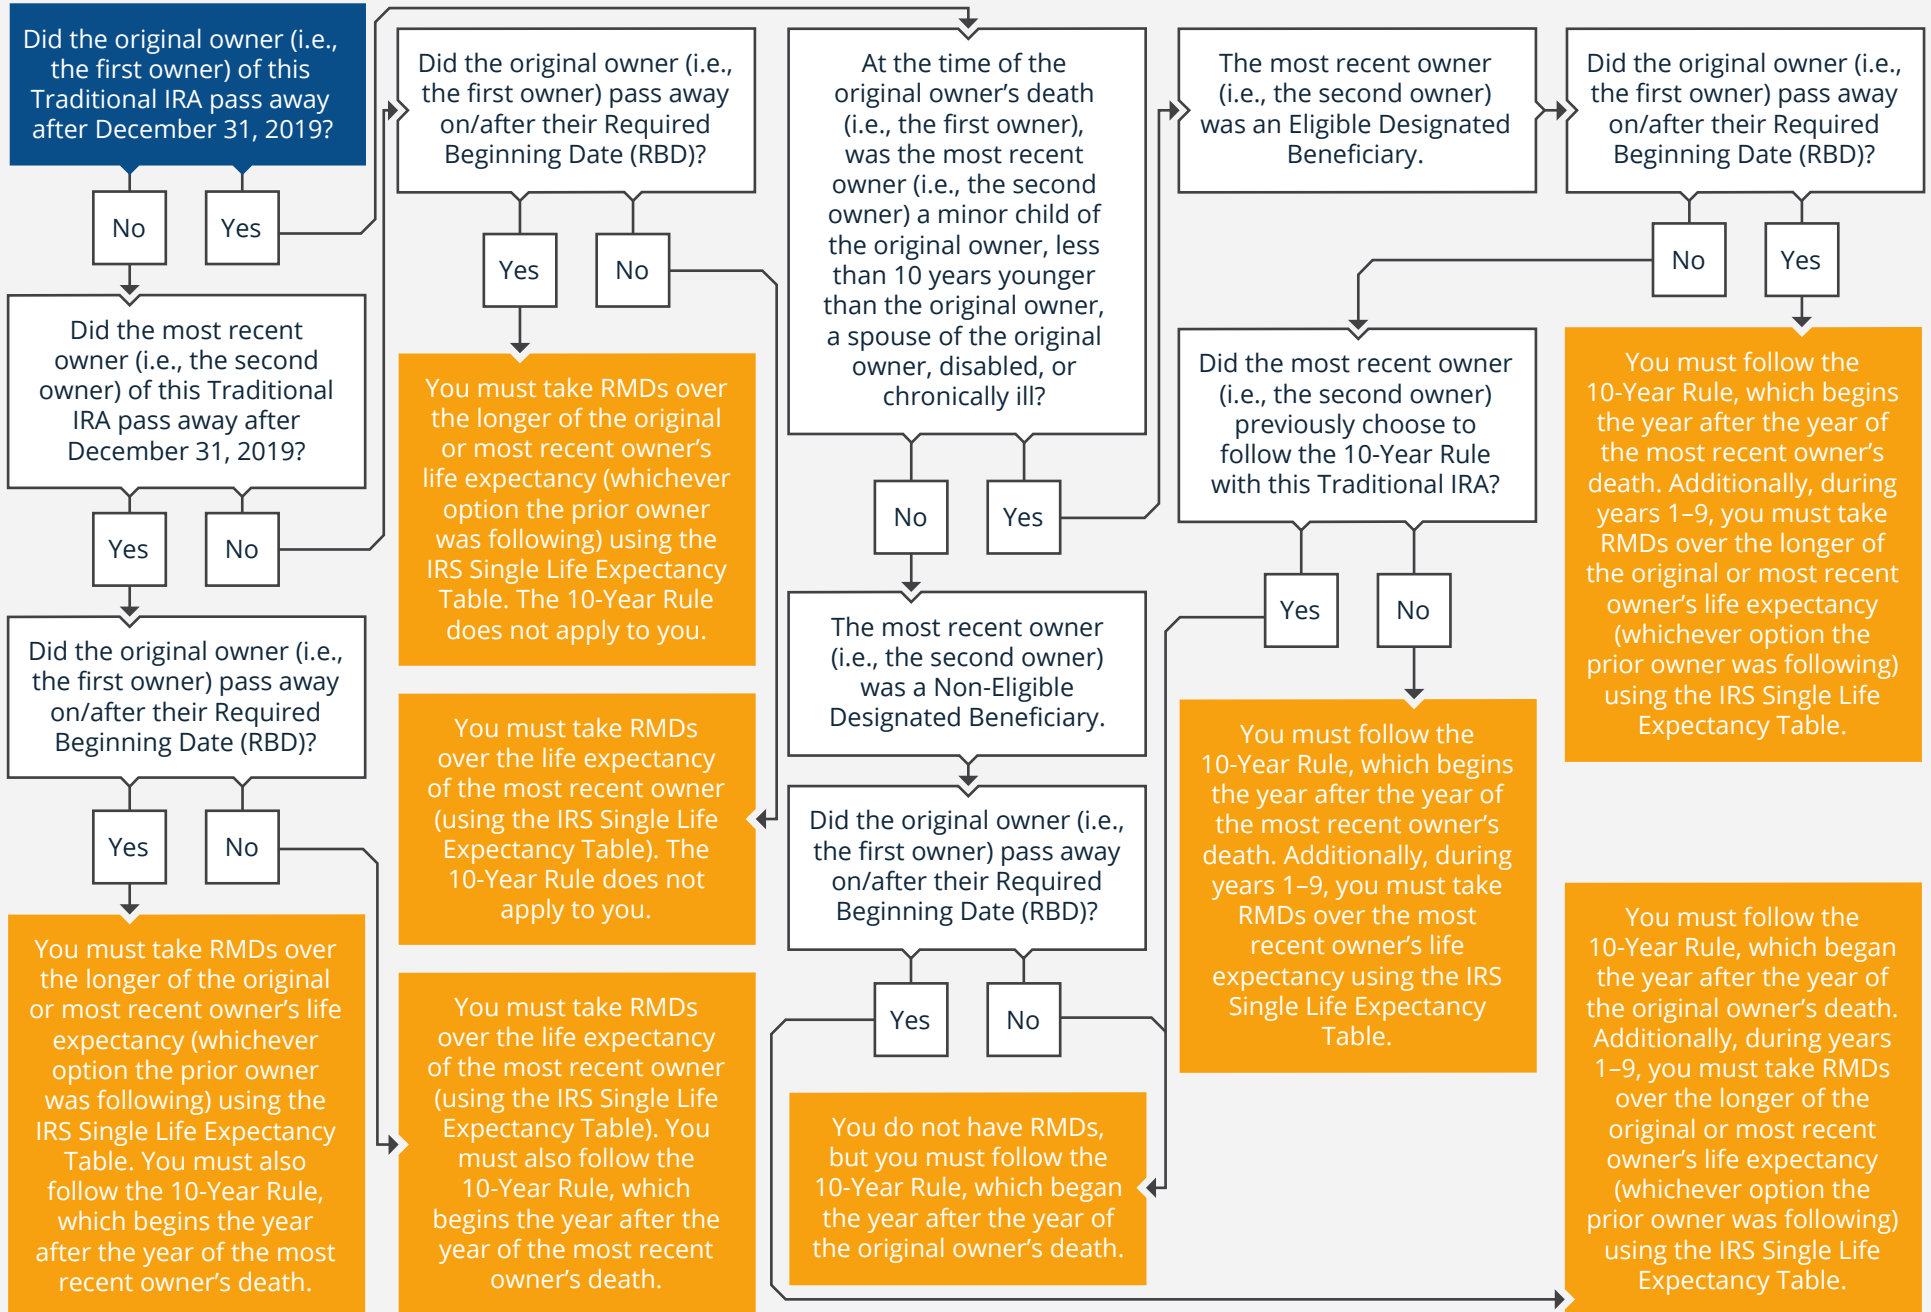 Did the original owner (i.e.,
the first owner) of this
Traditional IRA pass away
after December 31, 2019?
No
Yes
Did the most recent
owner (i.e., the second
owner) of this Traditional
IRA pass away after
December 31, 2019?
Yes
No
Did the original owner (i.e.,
the first owner) pass away
on/after their Required
Beginning Date (RBD)?
Yes
No
You must take RMDs over
the longer of the original
or most recent owner's life
expectancy (whichever
option the prior owner
was following) using the
IRS Single Life Expectancy
Table. You must also
follow the 10-Year Rule,
which begins the year
after the year of the most
recent owner's death.
Did the original owner (i.e.,
the first owner) pass away
on/after their Required
Beginning Date (RBD)?
Yes
No
You must take RMDs over
the longer of the original
or most recent owner's
life expectancy (whichever
option the prior owner
was following) using the
IRS Single Life Expectancy
Table. The 10-Year Rule
does not apply to you.
You must take RMDs
over the life expectancy
of the most recent owner
(using the IRS Single Life
Expectancy Table). The
10-Year Rule does not
apply to you.
You must take RMDs
over the life expectancy
of the most recent owner
(using the IRS Single Life
Expectancy Table). You
must also follow the
10-Year Rule, which
begins the year after the
year of the most recent
owner's death.
At the time of the
original owner's death
(i.e., the first owner),
was the most recent
owner (i.e., the second
owner) a minor child of
the original owner, less
than 10 years younger
than the original owner,
a spouse of the original
owner, disabled, or
chronically ill?
No
Yes
The most recent owner
(i.e., the second owner)
was a Non-Eligible
Designated Beneficiary.
Did the original owner (i.e.,
the first owner) pass away
on/after their Required
Beginning Date (RBD)?
Yes
No
You do not have RMDs,
but you must follow the
10-Year Rule, which began
the year after the year of
the original owner's death.
The most recent owner
(i.e., the second owner)
was an Eligible Designated
Beneficiary.
Did the most recent owner
(i.e., the second owner)
previously choose to
follow the 10-Year Rule
with this Traditional IRA?
Yes
No
You must follow the
10-Year Rule, which begins
the year after the year of
the most recent owner's
death. Additionally, during
years 1–9, you must take
RMDs over the most
recent owner's life
expectancy using the IRS
Single Life Expectancy
Table.
Did the original owner (i.e.,
the first owner) pass away
on/after their Required
Beginning Date (RBD)?
No
Yes
You must follow the
10-Year Rule, which begins
the year after the year of
the most recent owner's
death. Additionally, during
years 1–9, you must take
RMDs over the longer of
the original or most recent
owner's life expectancy
(whichever option the
prior owner was following)
using the IRS Single Life
Expectancy Table.
You must follow the
10-Year Rule, which began
the year after the year of
the original owner's death.
Additionally, during years
1–9, you must take RMDs
over the longer of the
original or most recent
owner's life expectancy
(whichever option the
prior owner was following)
using the IRS Single Life
Expectancy Table.